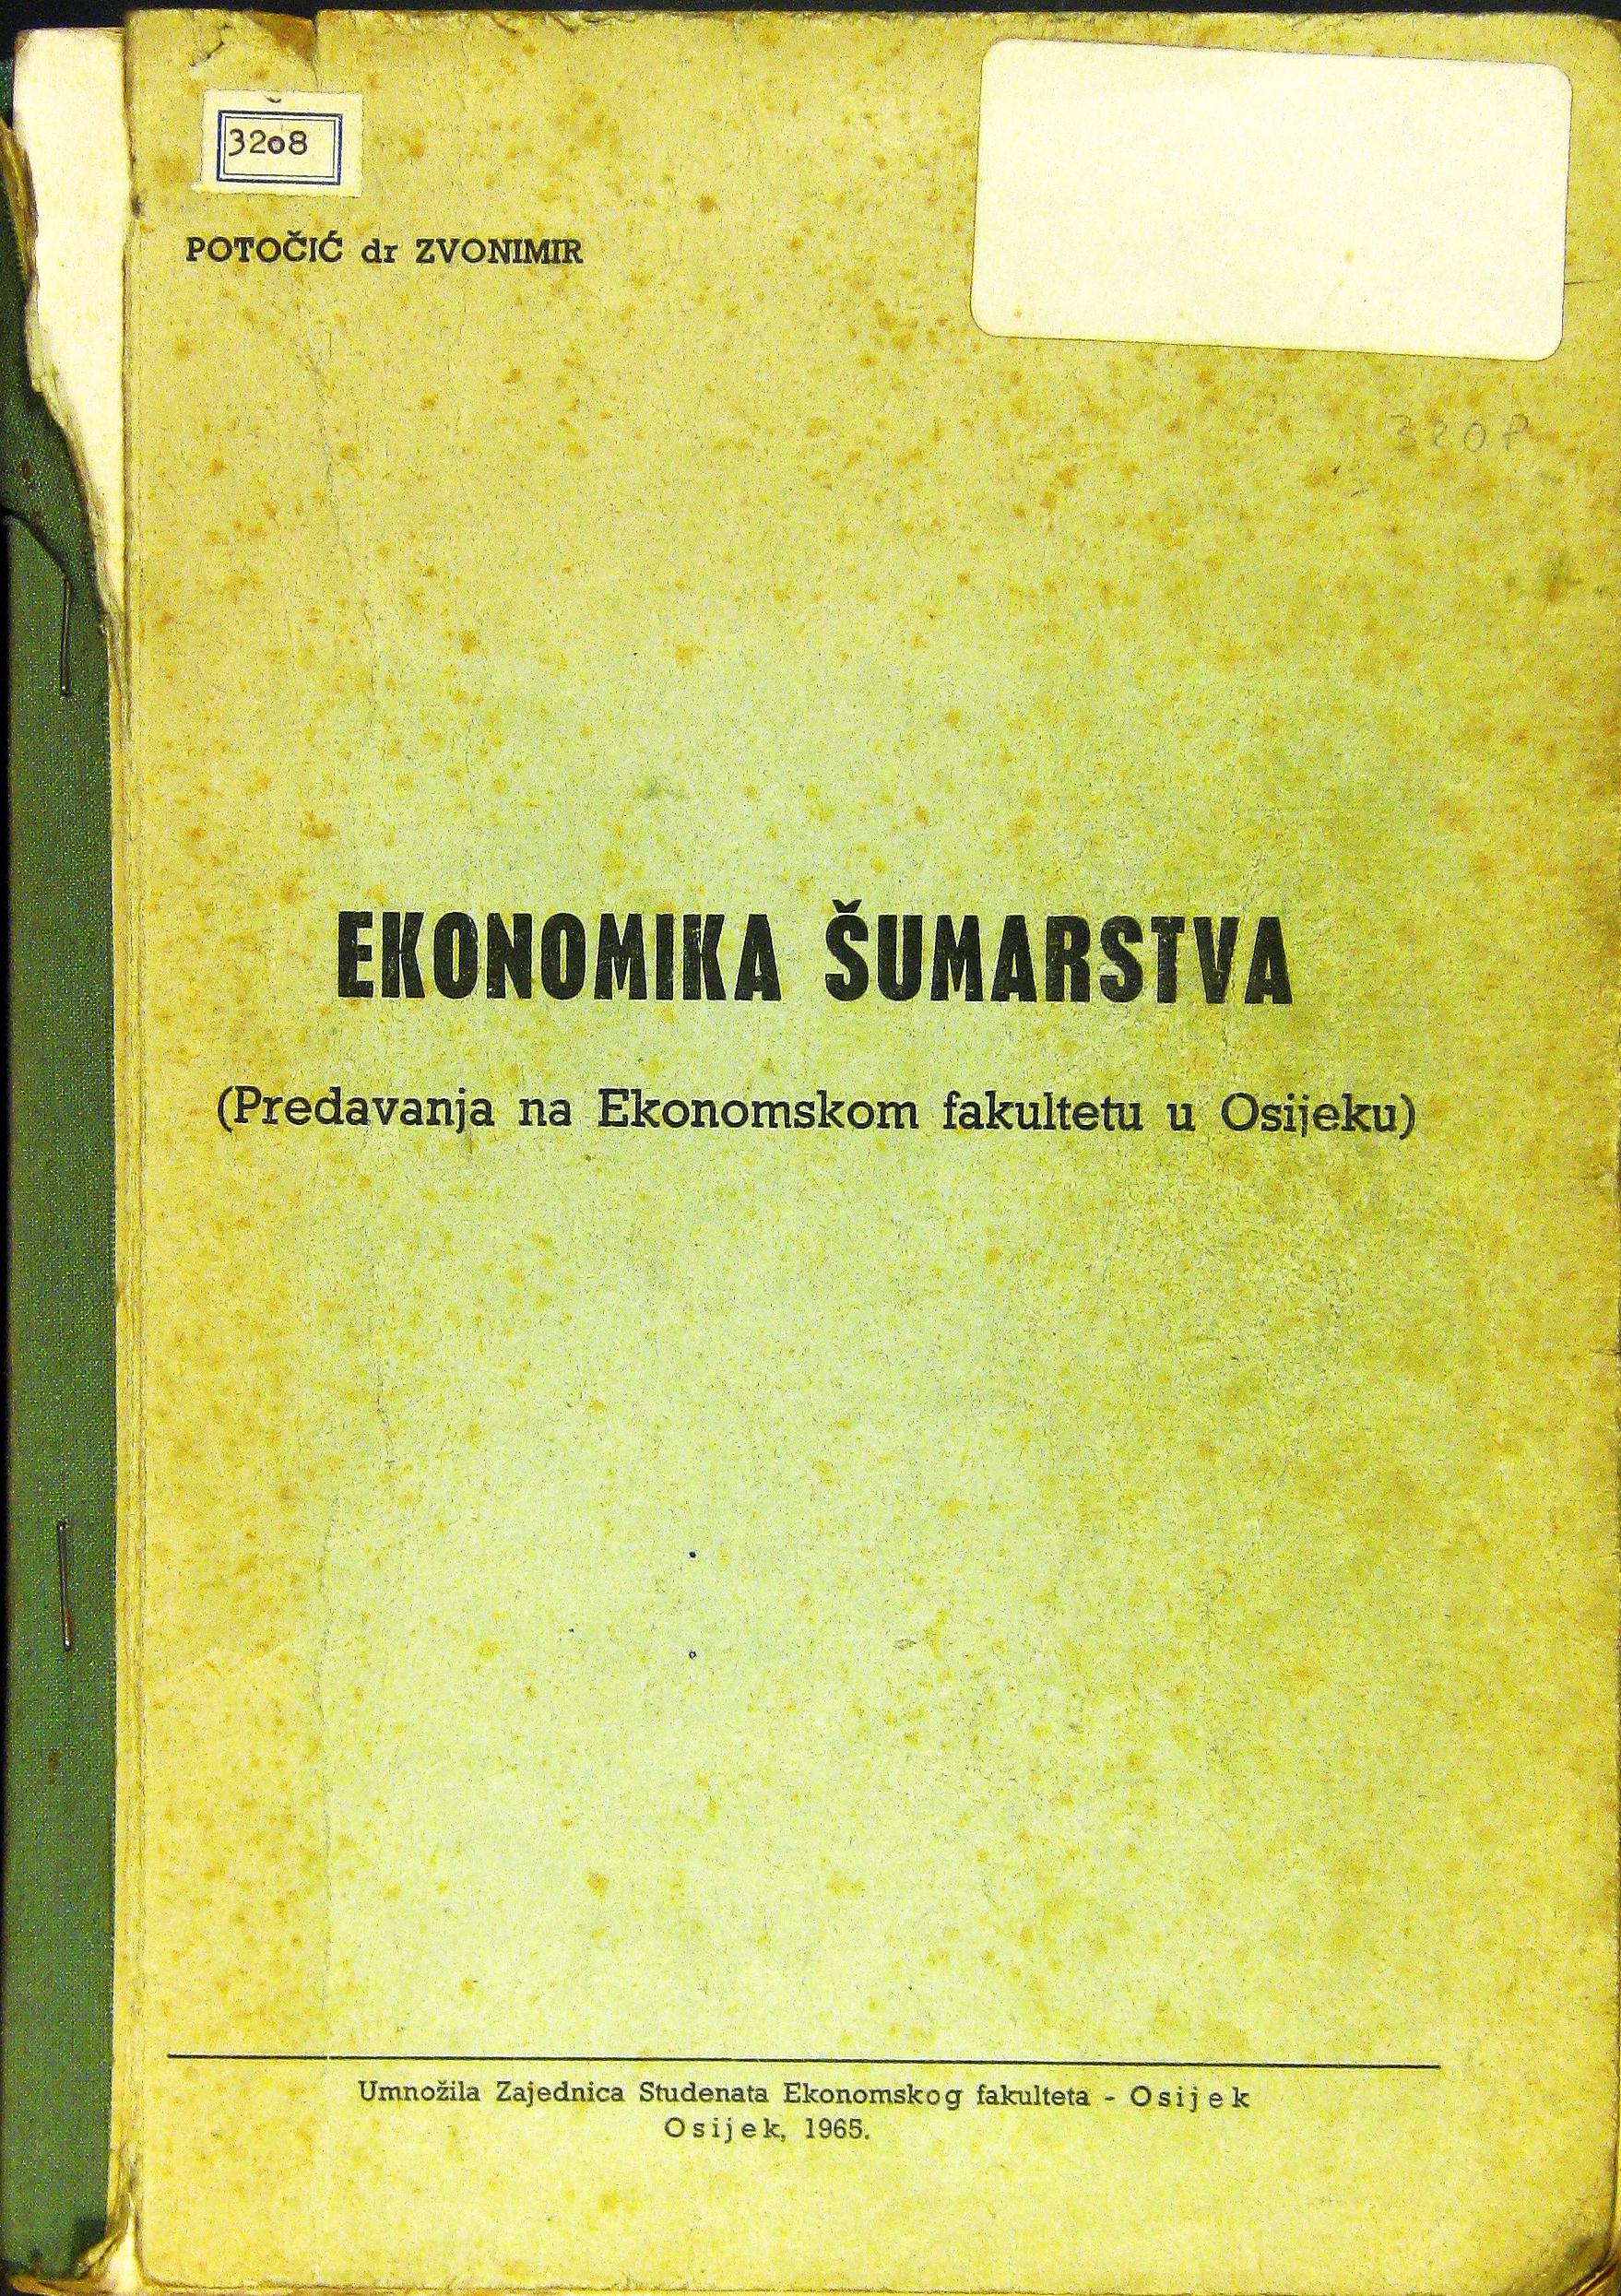 3208
POTOČIĆ dr ZVONIMIR
3208
EKONOMIKA ŠUMARSTVA
(Predavanja na Ekonomskom fakultetu u Osijeku)
Umnožila Zajednica Studenata Ekonomskog fakulteta - Osijek
Osijek, 1965.